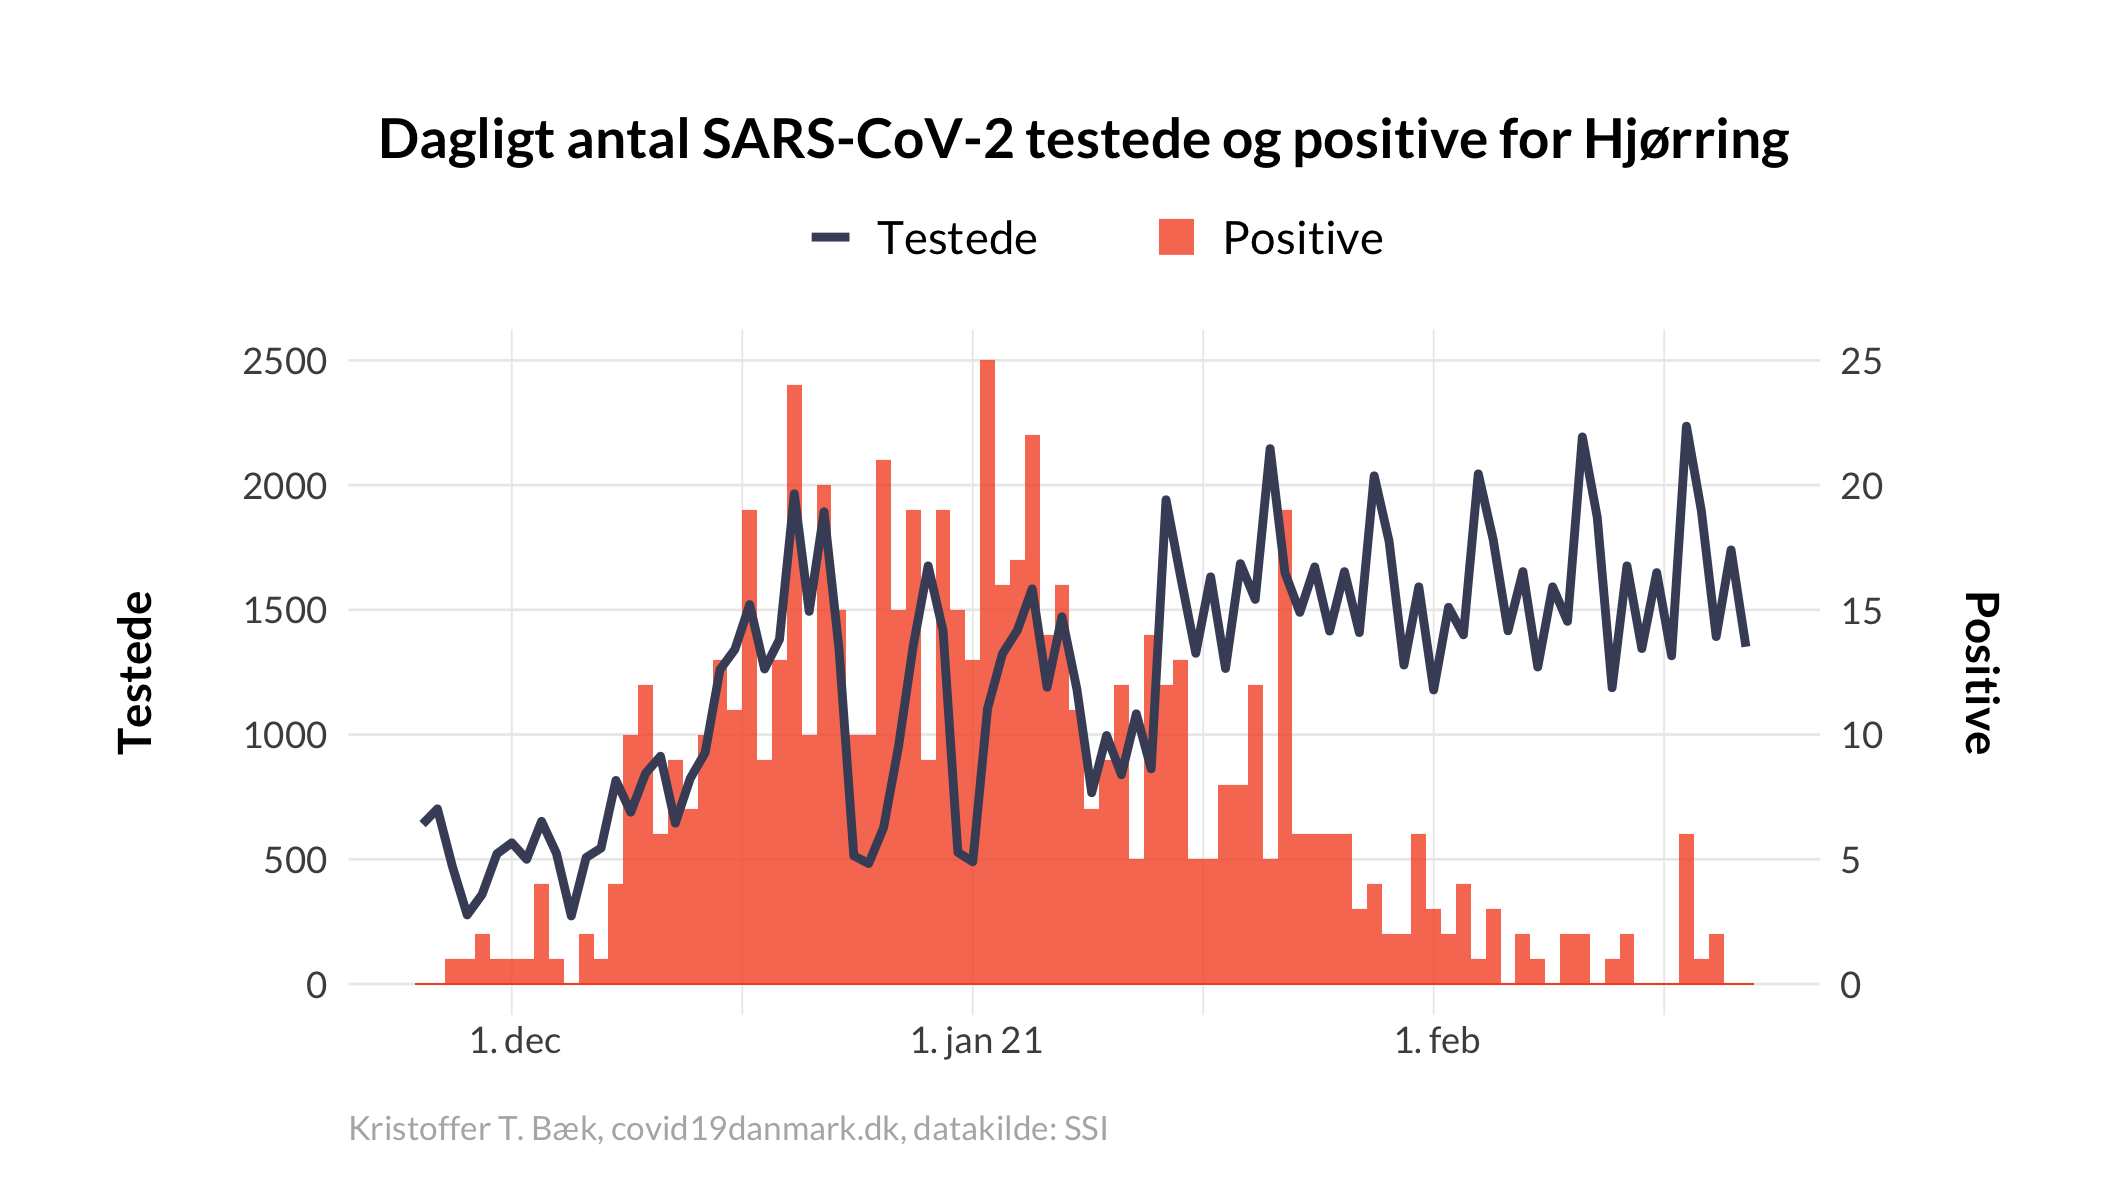 Dagligt antal SARS-CoV-2 testede og positive for Hjørring
Testede Positive
2500 25
2000 20
1500 15
1000 10
500 5
0 0
Testede
Positive
1. dec 1. jan 21 1. feb
Kristoffer T. Bæk, covid19danmark.dk, datakilde: SSI